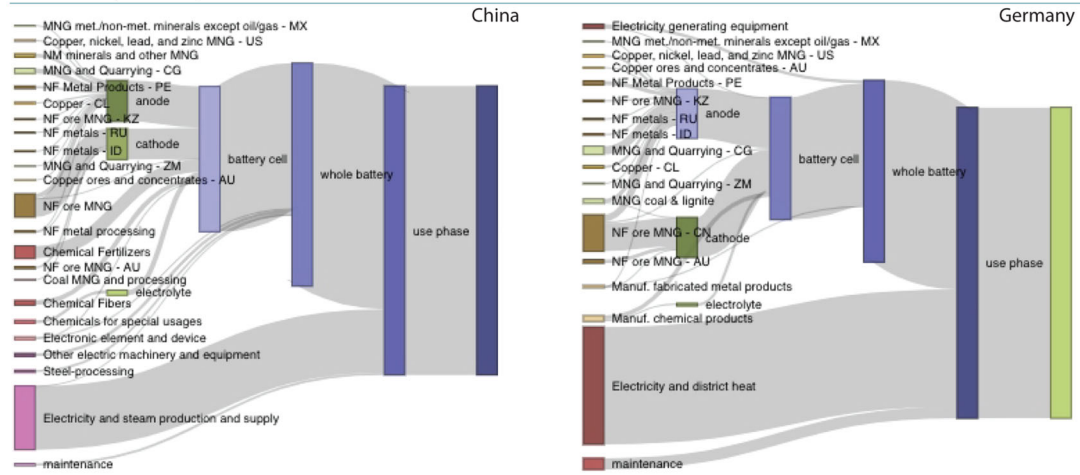 China
MNG met./non-met. minerals except oil/gas - MX
Copper, nickel, lead, and zinc MNG - US
NM minerals and other MNG
MNG and Quarrying - CG
NF Metal Products - PE
anode
Copper - CL
NF ore MNG - KZ
NF metals - RU
cathode
NF metals - ID
battery cell
MNG and Quarrying - ZM
whole battery
Copper ores and concentrates - AU
NF ore MNG
NF metal processing
use phase
Chemical Fertilizers
NF ore MNG - AU
Coal MNG and processing
electrolyte
Chemical Fibers
Chemicals for special usages
Electronic element and device
Other electric machinery and equipment
Steel-processing
Electricity and steam production and supply
maintenance
Germany
Electricity generating equipment
MNG met./non-met. minerals except oil/gas - MX
Copper, nickel, lead, and zinc MNG - US
Copper ores and concentrates - AU
NF Metal Products - PE
NF ore MNG - KZ
anode
NF metals - RU
NF metals - ID
MNG and Quarrying - CG
battery cell
Copper - CL
whole battery
MNG and Quarrying - ZM
MNG coal & lignite
NF ore MNG - CN
cathode
NF ore MNG - AU
use phase
Manuf. fabricated metal products
electrolyte
Manuf. chemical products
Electricity and district heat
maintenance